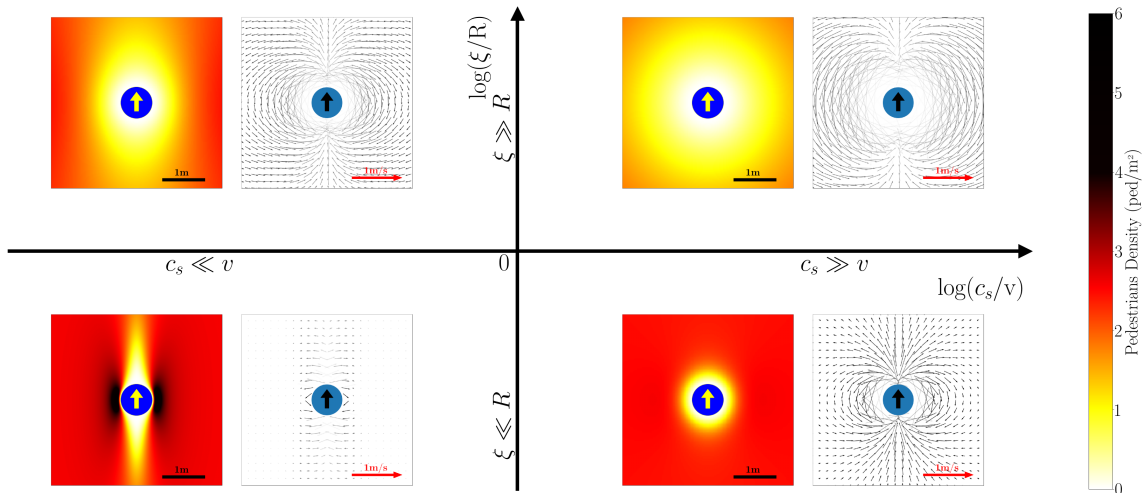 log(ξ/R)
ξ ≫ R
1m
1m/s
1m
1m/s
c_s ≪ v
0
c_s ≫ v
log(c_s/v)
ξ ≪ R
1m
1m/s
1m
1m/s
6
5
4
3
2
1
0
Pedestrians Density (ped/m²)